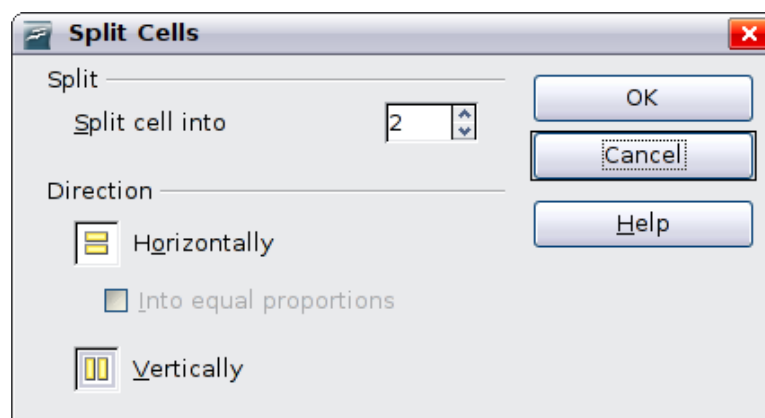 Split Cells
Split
Split cell into
2
OK
Cancel
Direction
Help
Horizontally
Into equal proportions
Vertically